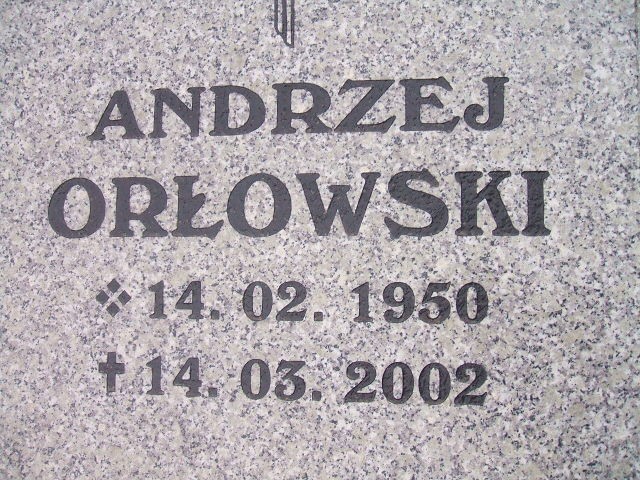 ANDRZEJ
ORŁOWSKI
❖ 14. 02. 1950
✝ 14. 03. 2002